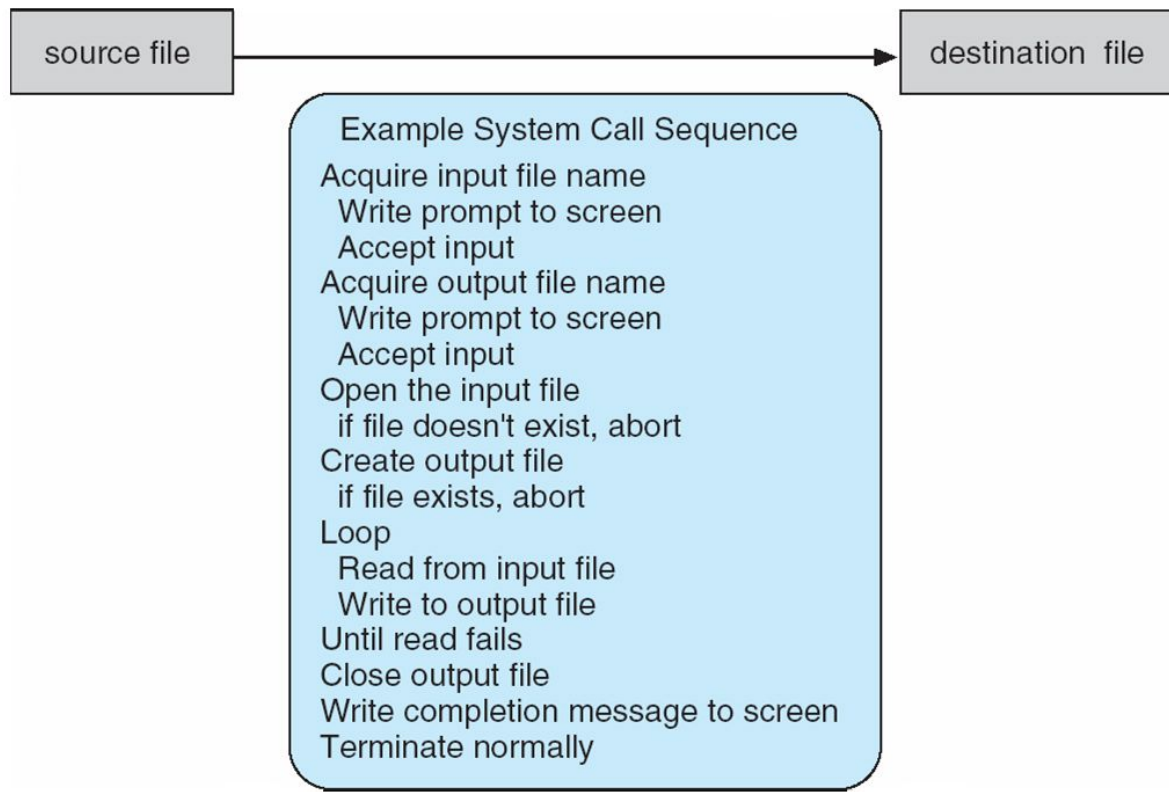 source file
destination file
Example System Call Sequence
Acquire input file name
Write prompt to screen
Accept input
Acquire output file name
Write prompt to screen
Accept input
Open the input file
if file doesn't exist, abort
Create output file
if file exists, abort
Loop
Read from input file
Write to output file
Until read fails
Close output file
Write completion message to screen
Terminate normally